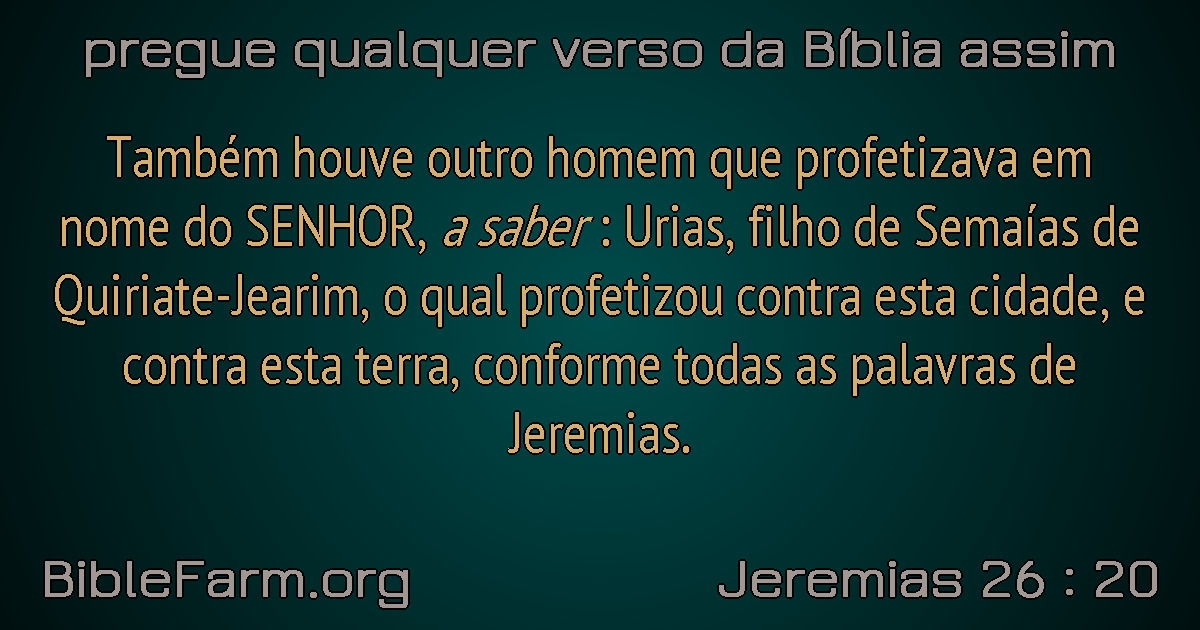 pregue qualquer verso da Bíblia assim
Também houve outro homem que profetizava em
nome do SENHOR, a saber : Urias, filho de Semaías de
Quiriate-Jearim, o qual profetizou contra esta cidade, e
contra esta terra, conforme todas as palavras de
Jeremias.
BibleFarm.org
Jeremias 26 : 20